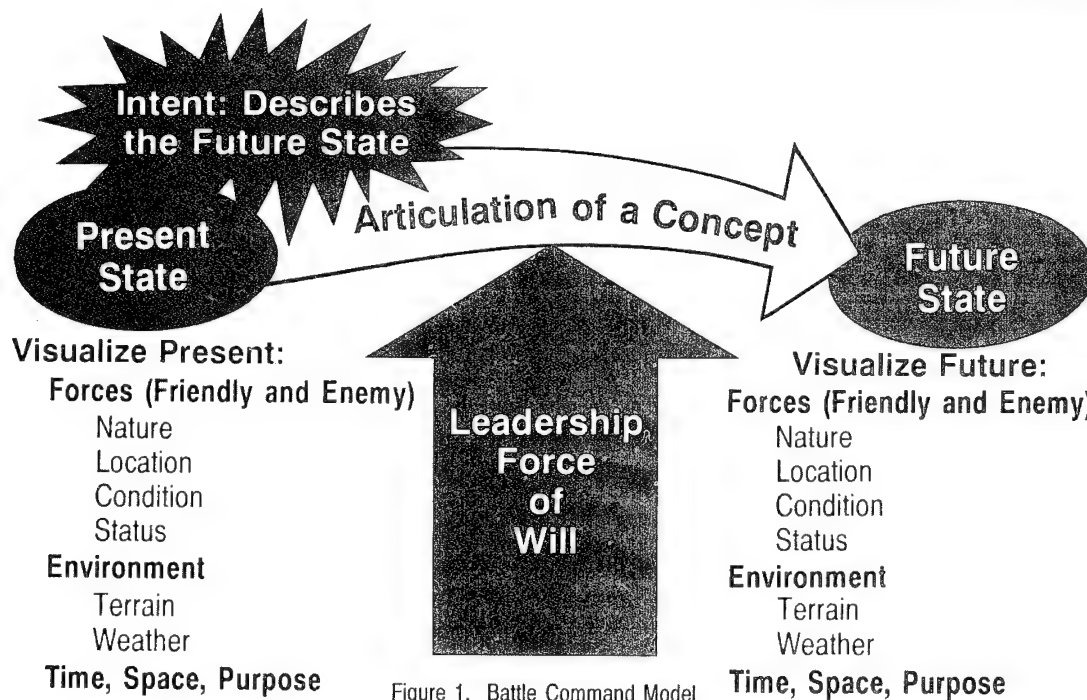 Intent: Describes
the Future State
Present
State
Articulation of a Concept
Future
State
Visualize Present:
Forces (Friendly and Enemy)
Nature
Location
Condition
Status
Environment
Terrain
Weather
Time, Space, Purpose
Leadership
Force
of
Will
Visualize Future:
Forces (Friendly and Enemy)
Nature
Location
Condition
Status
Environment
Terrain
Weather
Time, Space, Purpose
Figure 1. Battle Command Model